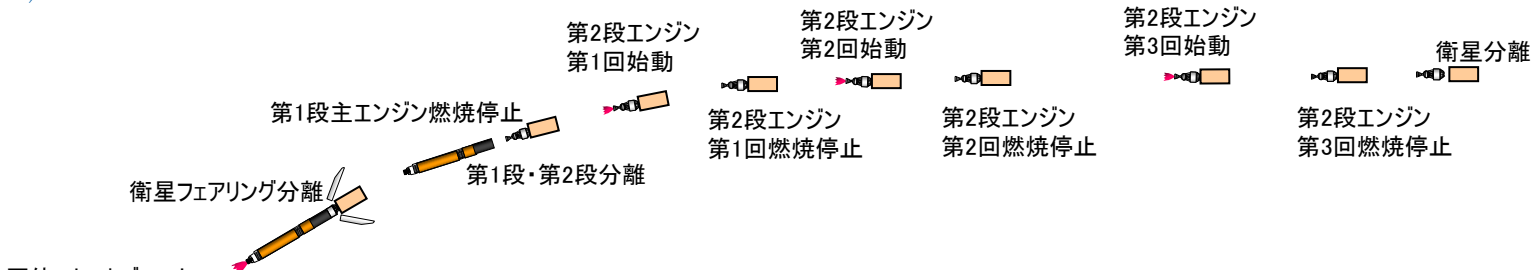 第2段エンジン
第1回始動
第2段エンジン
第2回始動
第2段エンジン
第3回始動
衛星分離
第1段主エンジン燃焼停止
第2段エンジン
第1回燃焼停止
第2段エンジン
第2回燃焼停止
第2段エンジン
第3回燃焼停止
第1段・第2段分離
衛星フェアリング分離